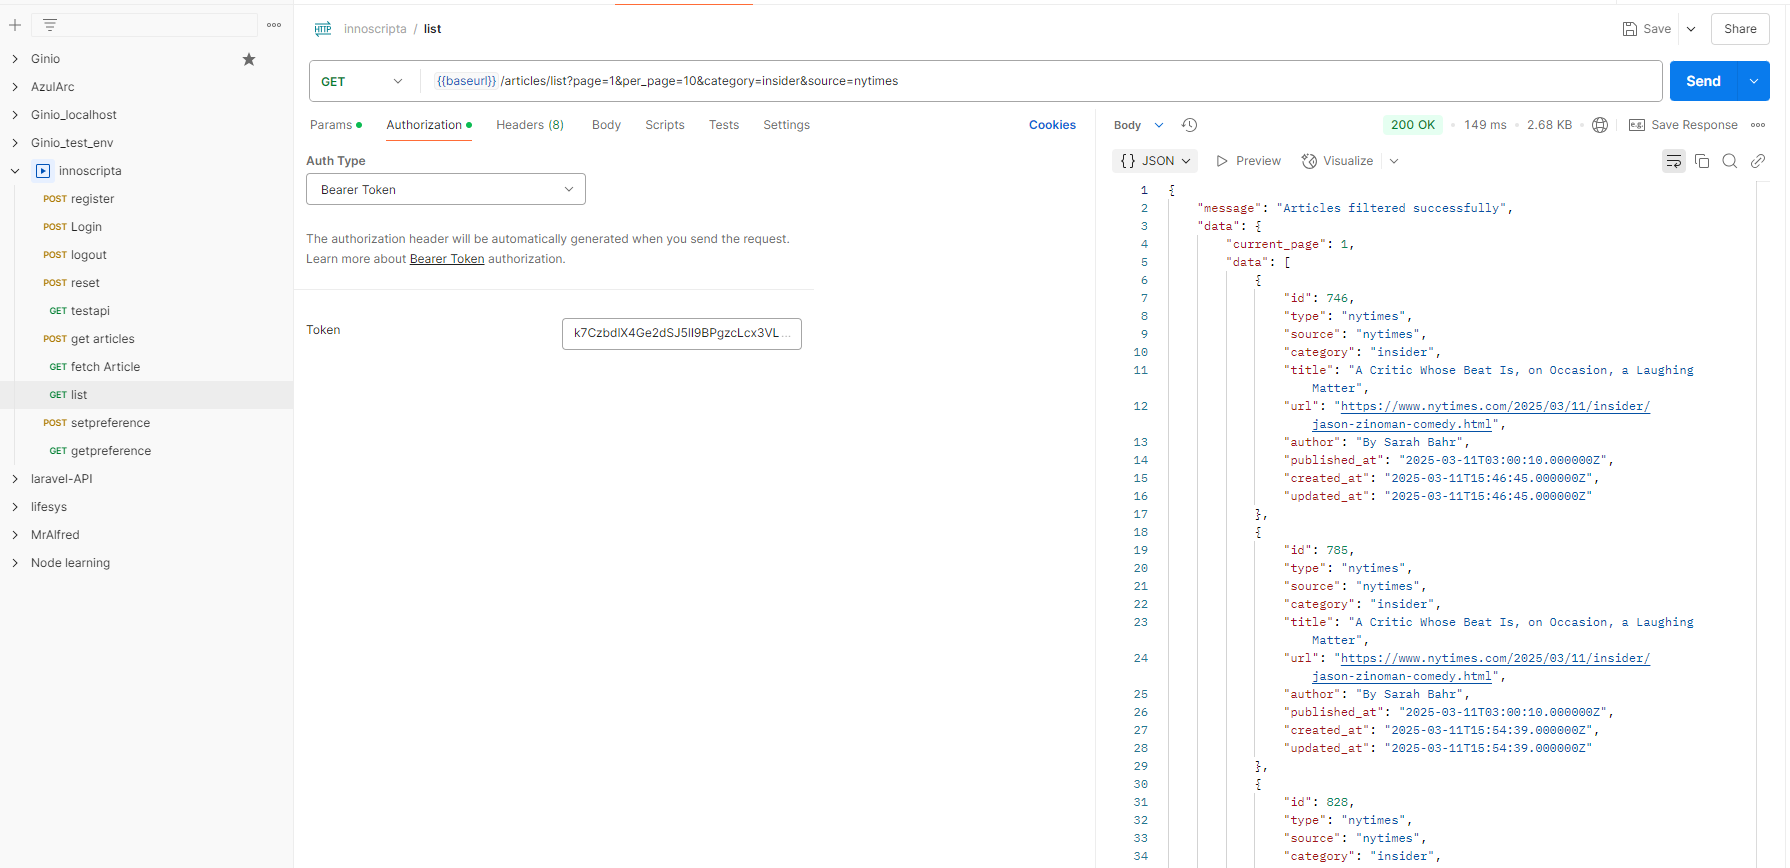 innoscripta / list
Save
Share
Ginio
AzulArc
Ginio_localhost
Ginio_test_env
innoscripta
POST register
POST Login
POST logout
POST reset
GET testapi
POST get articles
GET fetch Article
GET list
POST setpreference
GET getpreference
laravel-API
lifesys
MrAlfred
Node learning
HTTP
GET
{{baseurl}} /articles/list?page=1&per_page=10&category=insider&source=nytimes
Send
Params
Authorization
Headers (8)
Body
Scripts
Tests
Settings
Cookies
Auth Type
Bearer Token
The authorization header will be automatically generated when you send the request.
Learn more about Bearer Token authorization.
Token
k7CzbdlX4Ge2dSJ5Il9BPgzcLcx3VL ...
Body
200 OK
149 ms
2.68 KB
e.g.
Save Response
{} JSON
Preview
Visualize
1 {
2 "message": "Articles filtered successfully",
3 "data": {
4 "current_page": 1,
5 "data": [
6 {
7 "id": 746,
8 "type": "nytimes",
9 "source": "nytimes",
10 "category": "insider",
11 "title": "A Critic Whose Beat Is, on Occasion, a Laughing
Matter",
12 "url": "https://www.nytimes.com/2025/03/11/insider/
jason-zinoman-comedy.html",
13 "author": "By Sarah Bahr",
14 "published_at": "2025-03-11T03:00:10.000000Z",
15 "created_at": "2025-03-11T15:46:45.000000Z",
16 "updated_at": "2025-03-11T15:46:45.000000Z"
17 },
18 {
19 "id": 785,
20 "type": "nytimes",
21 "source": "nytimes",
22 "category": "insider",
23 "title": "A Critic Whose Beat Is, on Occasion, a Laughing
Matter",
24 "url": "https://www.nytimes.com/2025/03/11/insider/
jason-zinoman-comedy.html",
25 "author": "By Sarah Bahr",
26 "published_at": "2025-03-11T03:00:10.000000Z",
27 "created_at": "2025-03-11T15:54:39.000000Z",
28 "updated_at": "2025-03-11T15:54:39.000000Z"
29 },
30 {
31 "id": 828,
32 "type": "nytimes",
33 "source": "nytimes",
34 "category": "insider",